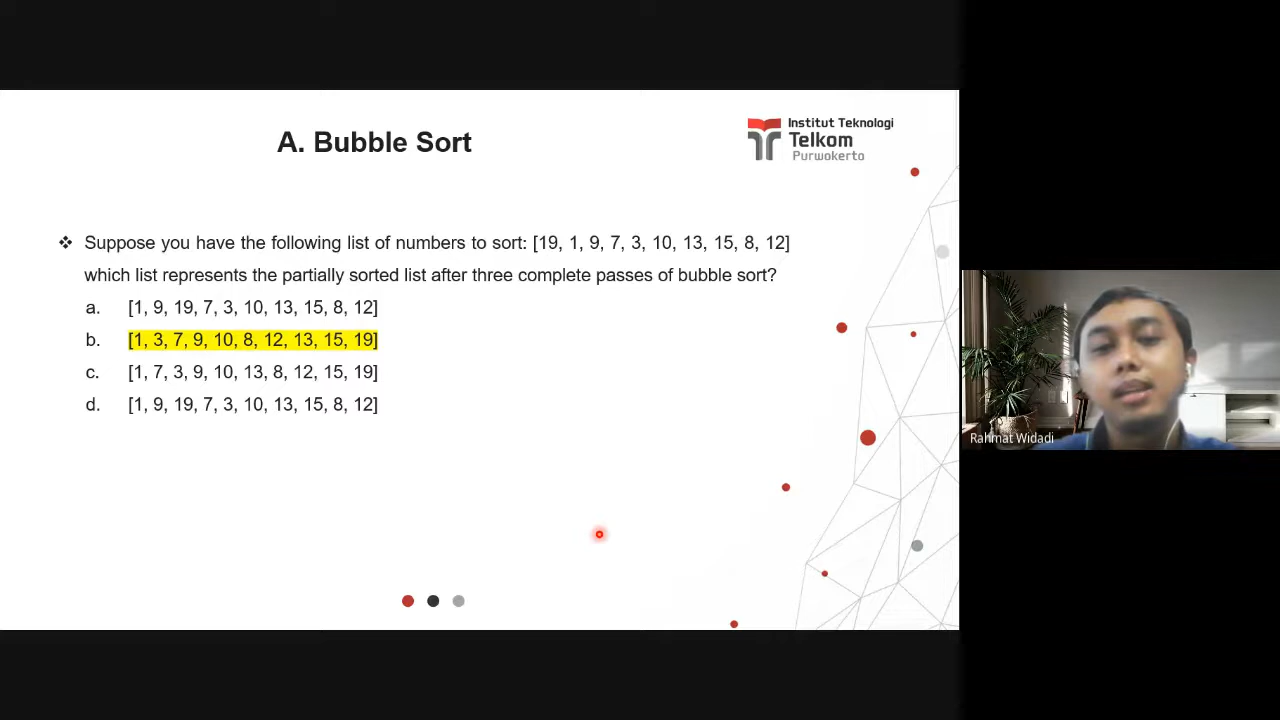 A. Bubble Sort
Institut Teknologi
Telkom
Purwokerto
❖ Suppose you have the following list of numbers to sort: [19, 1, 9, 7, 3, 10, 13, 15, 8, 12]
which list represents the partially sorted list after three complete passes of bubble sort?
a. [1, 9, 19, 7, 3, 10, 13, 15, 8, 12]
b. [1, 3, 7, 9, 10, 8, 12, 13, 15, 19]
c. [1, 7, 3, 9, 10, 13, 8, 12, 15, 19]
d. [1, 9, 19, 7, 3, 10, 13, 15, 8, 12]
Rahmat Widadi